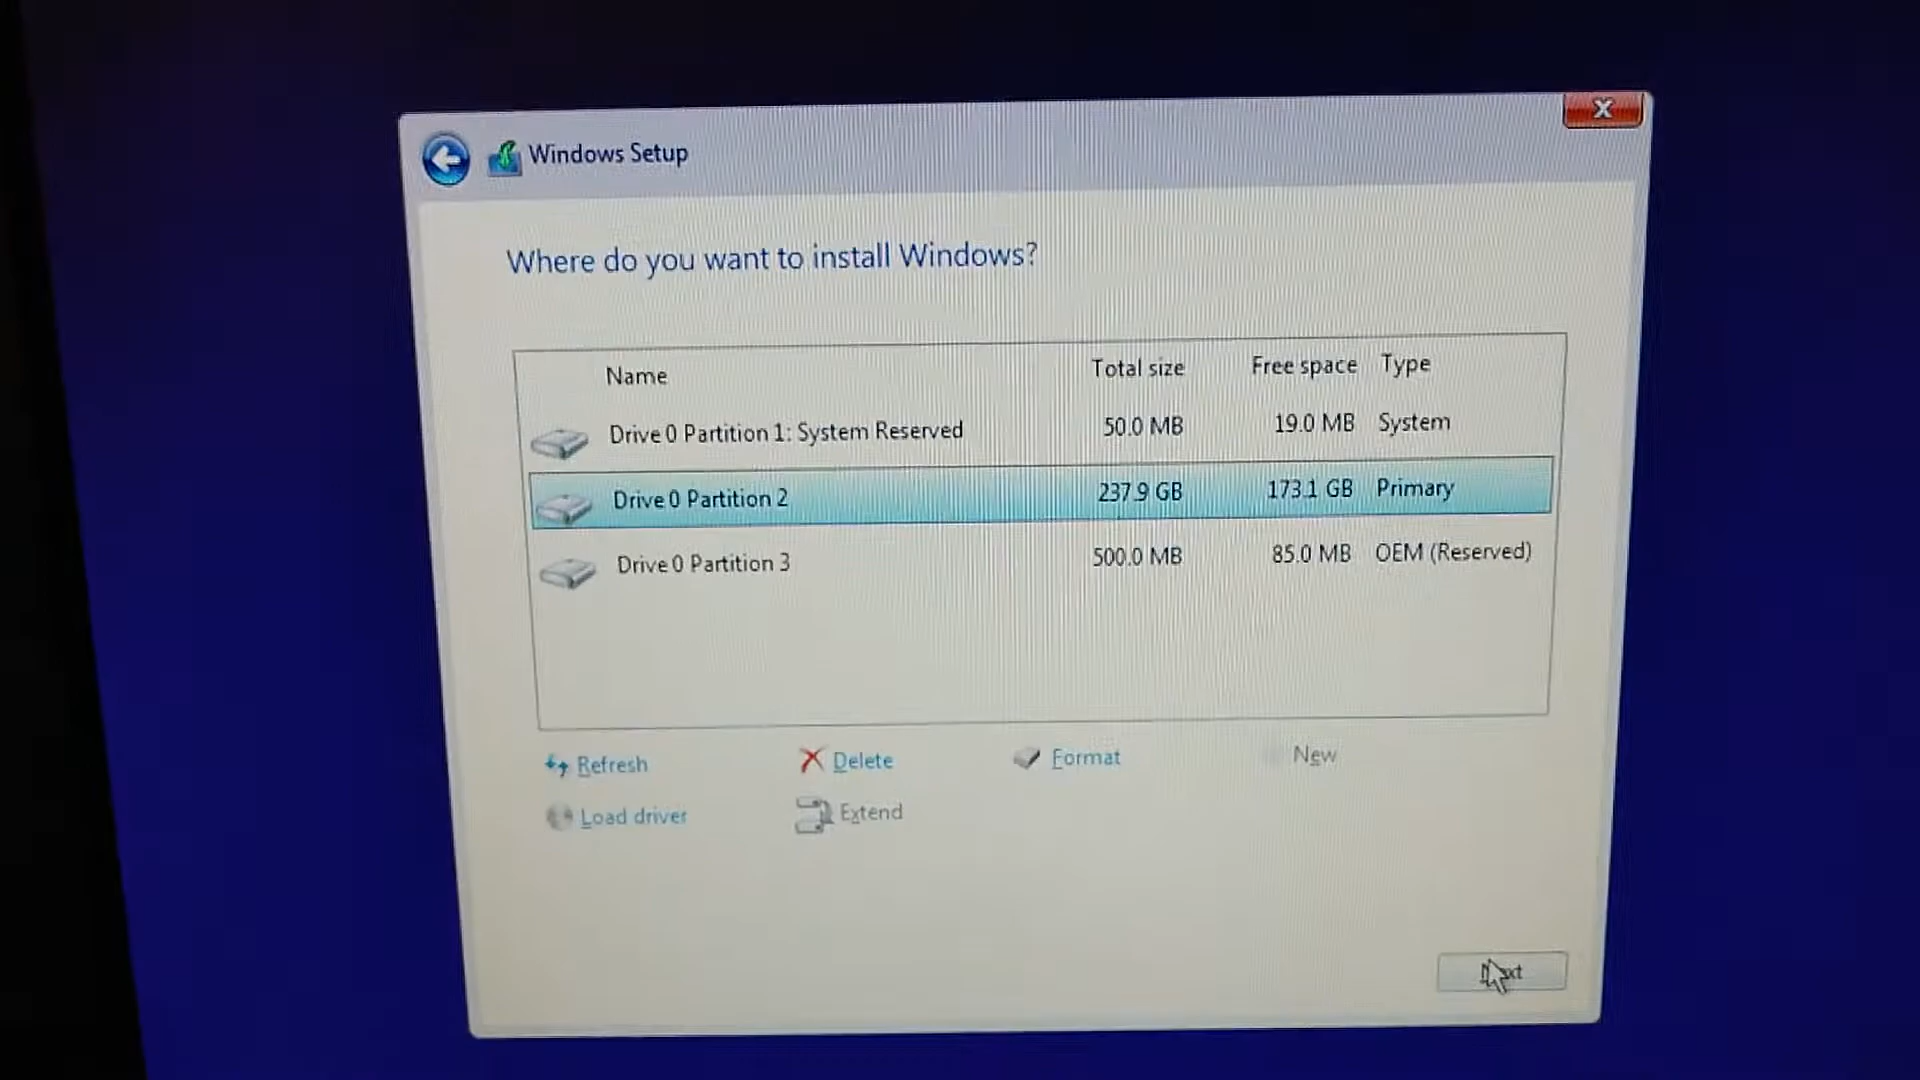 Windows Setup
Where do you want to install Windows?
Name Total size Free space Type
Drive 0 Partition 1: System Reserved 50.0 MB 19.0 MB System
Drive 0 Partition 2 237.9 GB 173.1 GB Primary
Drive 0 Partition 3 500.0 MB 85.0 MB OEM (Reserved)
Refresh Delete Format New
Load driver Extend
Next